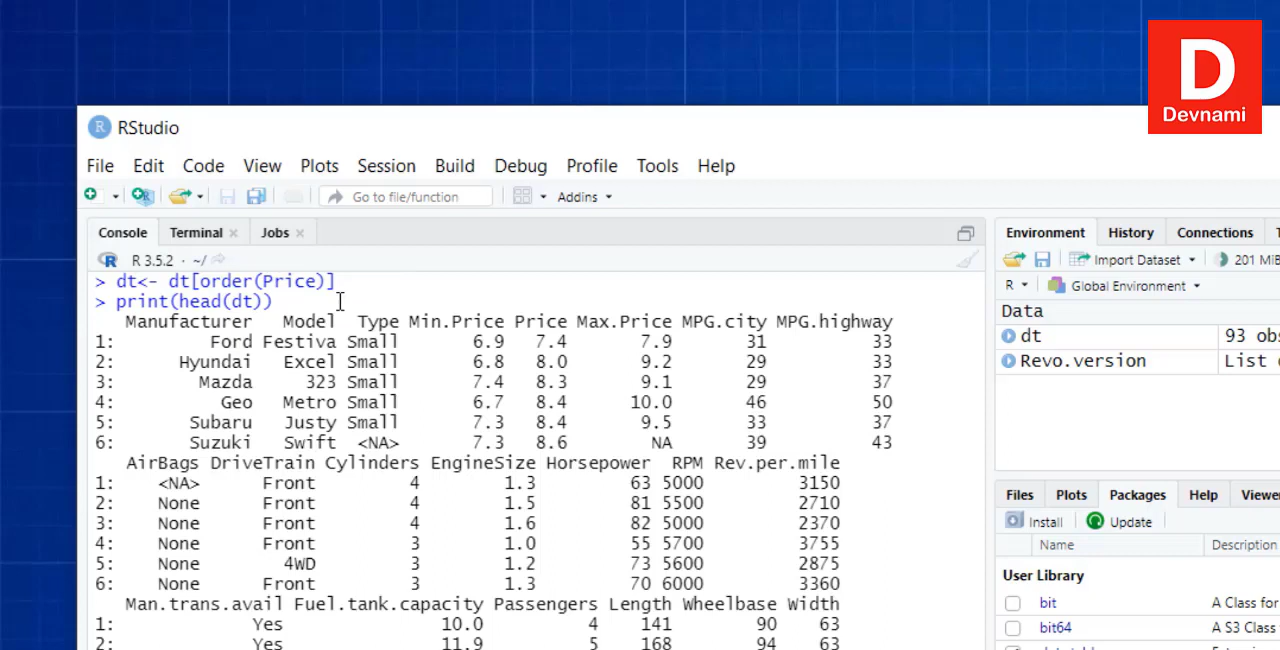 D
Devnami
R RStudio
File Edit Code View Plots Session Build Debug Profile Tools Help
Go to file/function Addins
Console Terminal Jobs
R 3.5.2 · ~/
> dt<- dt[order(Price)]
> print(head(dt))
Manufacturer Model Type Min.Price Price Max.Price MPG.city MPG.highway
1: Ford Festiva Small 6.9 7.4 7.9 31 33
2: Hyundai Excel Small 6.8 8.0 9.2 29 33
3: Mazda 323 Small 7.4 8.3 9.1 29 37
4: Geo Metro Small 6.7 8.4 10.0 46 50
5: Subaru Justy Small 7.3 8.4 9.5 33 37
6: Suzuki Swift <NA> 7.3 8.6 NA 39 43
AirBags DriveTrain Cylinders EngineSize Horsepower RPM Rev.per.mile
1: <NA> Front 4 1.3 63 5000 3150
2: None Front 4 1.5 81 5500 2710
3: None Front 4 1.6 82 5000 2370
4: None Front 3 1.0 55 5700 3755
5: None 4WD 3 1.2 73 5600 2875
6: None Front 3 1.3 70 6000 3360
Man.trans.avail Fuel.tank.capacity Passengers Length Wheelbase Width
1: Yes 10.0 4 141 90 63
2: Yes 11.9 5 168 94 63
Environment History Connections
Import Dataset 201 MiB
R Global Environment
Data
dt 93 obs
Revo.version List
Files Plots Packages Help Viewer
Install Update
Name Description
User Library
bit A Class for
bit64 A S3 Class